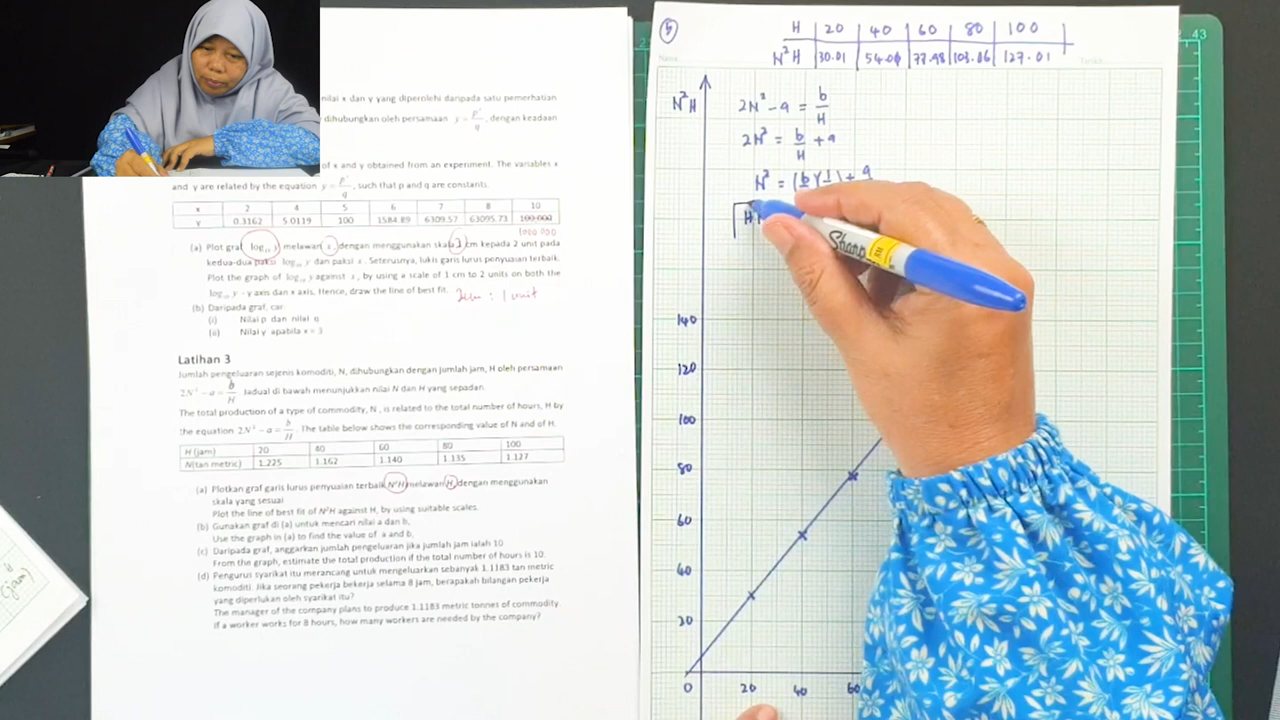 nilai x dan y yang diperolehi daripada satu pemerhatian
dihubungkan oleh persamaan y = p^x/q, dengan keadaan
of x and y obtained from an experiment. The variables x
and y are related by the equation y = p^x/q, such that p and q are constants.
x 2 4 5 6 7 8 10
y 0.3162 5.0119 100 1584.89 6309.57 63095.73 100 000
1000 000
(a) Plot graf log₁₀ y melawan x dengan menggunakan skala 1 cm kepada 2 unit pada
kedua-dua paksi log₁₀ y dan paksi x. Seterusnya, lukis garis lurus penyuaian terbaik.
Plot the graph of log₁₀ y against x, by using a scale of 1 cm to 2 units on both the
log₁₀ y - y axis dan x axis. Hence, draw the line of best fit.
2cm : 1 unit
(b) Daripada graf, cari
(i) Nilai p dan nilai q
(ii) Nilai y apabila x = 3
Latihan 3
Jumlah pengeluaran sejenis komoditi, N, dihubungkan dengan jumlah jam, H oleh persamaan
2N² - a = b/H. Jadual di bawah menunjukkan nilai N dan H yang sepadan.
The total production of a type of commodity, N, is related to the total number of hours, H by
the equation 2N² - a = b/H. The table below shows the corresponding value of N and of H.
H (jam) 20 40 60 80 100
N(tan metric) 1.225 1.162 1.140 1.135 1.127
(a) Plotkan graf garis lurus penyuaian terbaik N²H melawan H, dengan menggunakan
skala yang sesuai
Plot the line of best fit of N²H against H, by using suitable scales.
(b) Gunakan graf di (a) untuk mencari nilai a dan b,
Use the graph in (a) to find the value of a and b,
(c) Daripada graf, anggarkan jumlah pengeluaran jika jumlah jam ialah 10
From the graph, estimate the total production if the total number of hours is 10.
(d) Pengurus syarikat itu merancang untuk mengeluarkan sebanyak 1.1183 tan metric
komoditi. Jika seorang pekerja bekerja selama 8 jam, berapakah bilangan pekerja
yang diperlukan oleh syarikat itu?
The manager of the company plans to produce 1.1183 metric tonnes of commodity.
If a worker works for 8 hours, how many workers are needed by the company?
H 20 40 60 80 100
N²H 30.01 54.01 77.98 103.06 127.01
N²H
2N² - a = b/H
2N² = b/H + a
140
120
100
80
60
40
20
0 20 40 60
Sharp
43